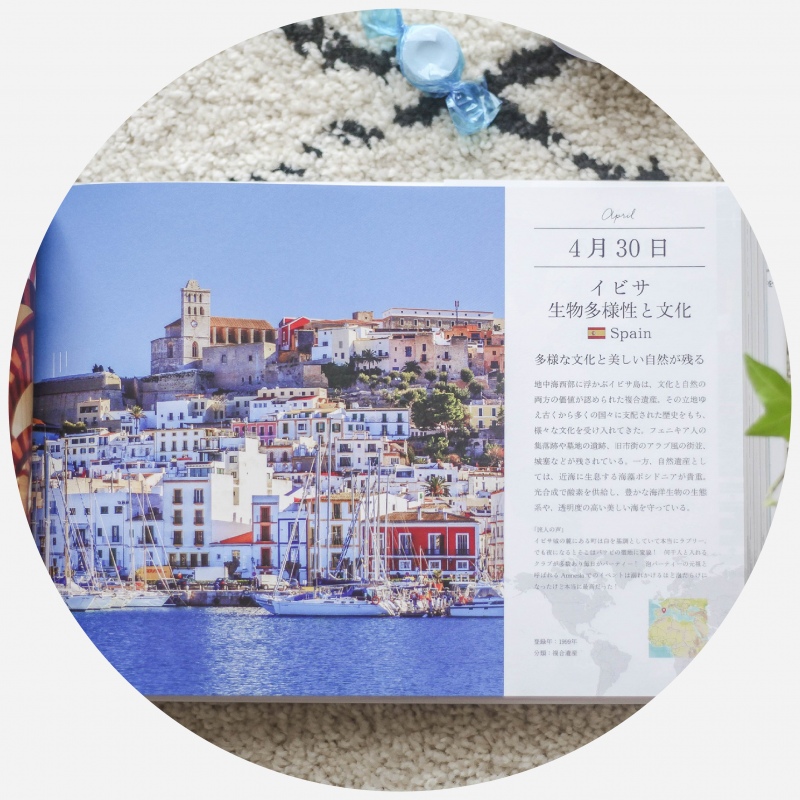 April
4月30日
イビサ
生物多様性と文化
Spain
多様な文化と美しい自然が残る
地中海西部に浮かぶイビサ島は、文化と自然の
両方の価値が認められた複合遺産。その立地ゆ
え古くから多くの国々に支配された歴史をもち、
様々な文化を受け入れてきた。フェニキア人の
集落跡や墓地の遺跡、旧市街のアラブ風の街並、
城塞などが残されている。一方、自然遺産とし
ては、近海に生息する海藻ポシドニアが貴重。
光合成で酸素を供給し、豊かな海洋生物の生態
系や、透明度の高い美しい海を守っている。
「旅人の声」
登録年：1999年
分類：複合遺産